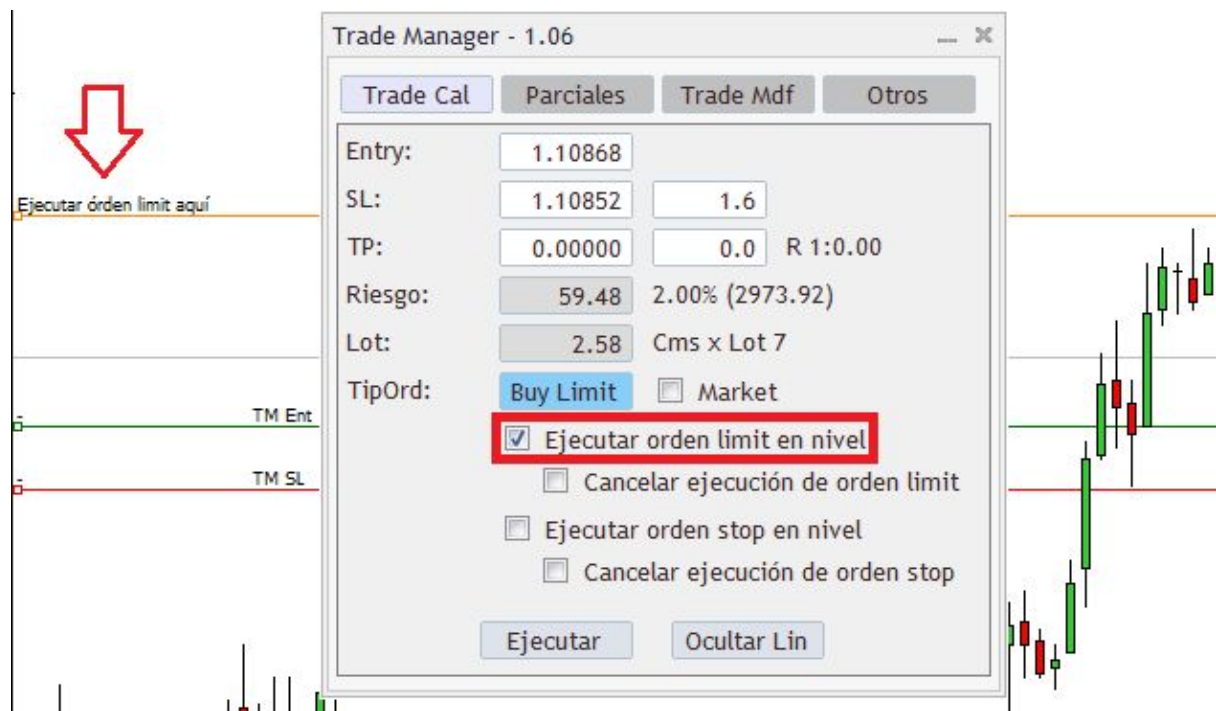 Trade Manager - 1.06
Trade Cal Parciales Trade Mdf Otros
Ejecutar órden limit aquí
Entry: 1.10868
SL: 1.10852 1.6
TP: 0.00000 0.0 R 1:0.00
Riesgo: 59.48 2.00% (2973.92)
Lot: 2.58 Cms x Lot 7
TipOrd: Buy Limit Market
TM Ent
Ejecutar orden limit en nivel
TM SL
Cancelar ejecución de orden limit
Ejecutar orden stop en nivel
Cancelar ejecución de orden stop
Ejecutar Ocultar Lin